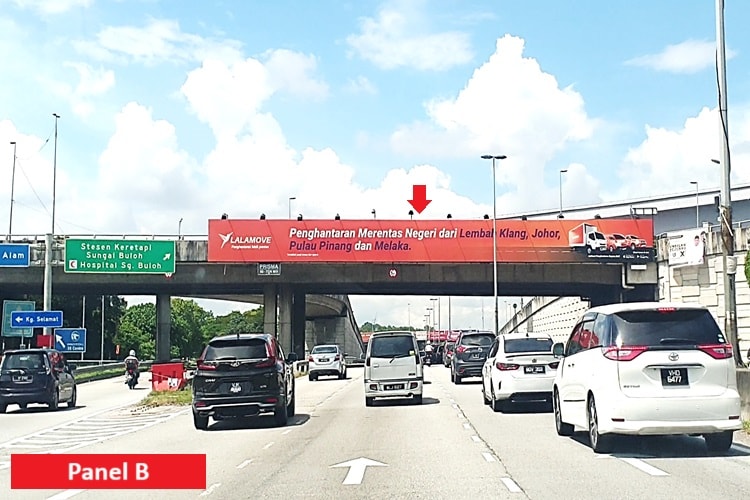 LALAMOVE
Penghantaran Merentas Negeri dari Lembah Klang, Johor,
Pulau Pinang dan Melaka.
Stesen Keretapi
Sungai Buloh
Hospital Sg. Buloh
Alam
PRISMA
Kg. Selamat
VHD
6477
Panel B